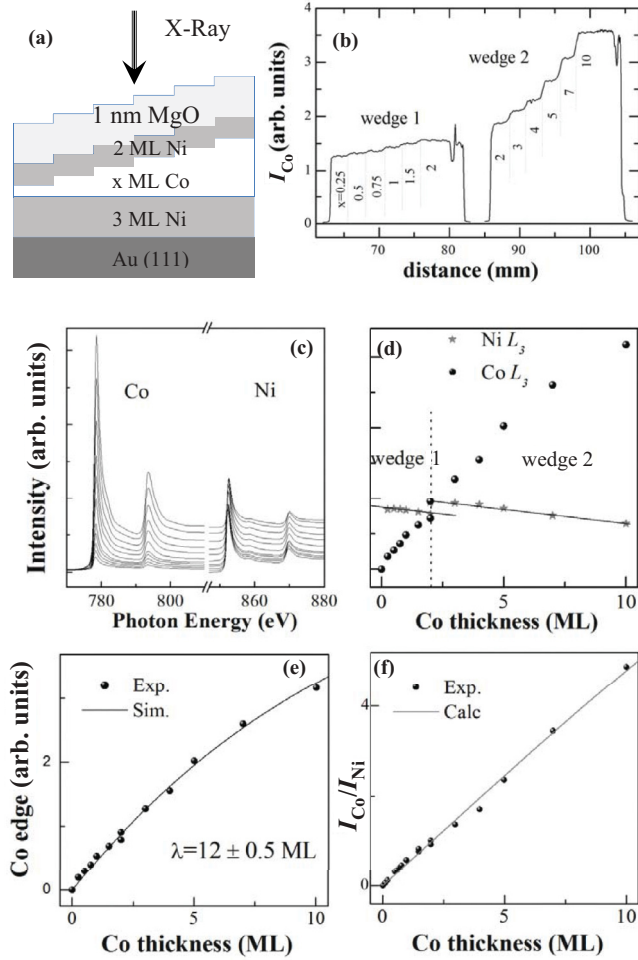 (a)
X-Ray
1 nm MgO
2 ML Ni
x ML Co
3 ML Ni
Au (111)
(b)
I_Co (arb. units)
4
3
2
1
0
wedge 1
wedge 2
x=0.25
0.5
0.75
1
1.5
2
2
3
4
5
7
10
70
80
90
100
distance (mm)
(c)
Intensity (arb. units)
Co
Ni
780
800
860
880
Photon Energy (eV)
(d)
Ni L3
Co L3
wedge 1
wedge 2
0
5
10
Co thickness (ML)
(e)
Co edge (arb. units)
2
0
Exp.
Sim.
λ=12 ± 0.5 ML
0
5
10
Co thickness (ML)
(f)
I_Co/I_Ni
4
0
Exp.
Calc
0
5
10
Co thickness (ML)